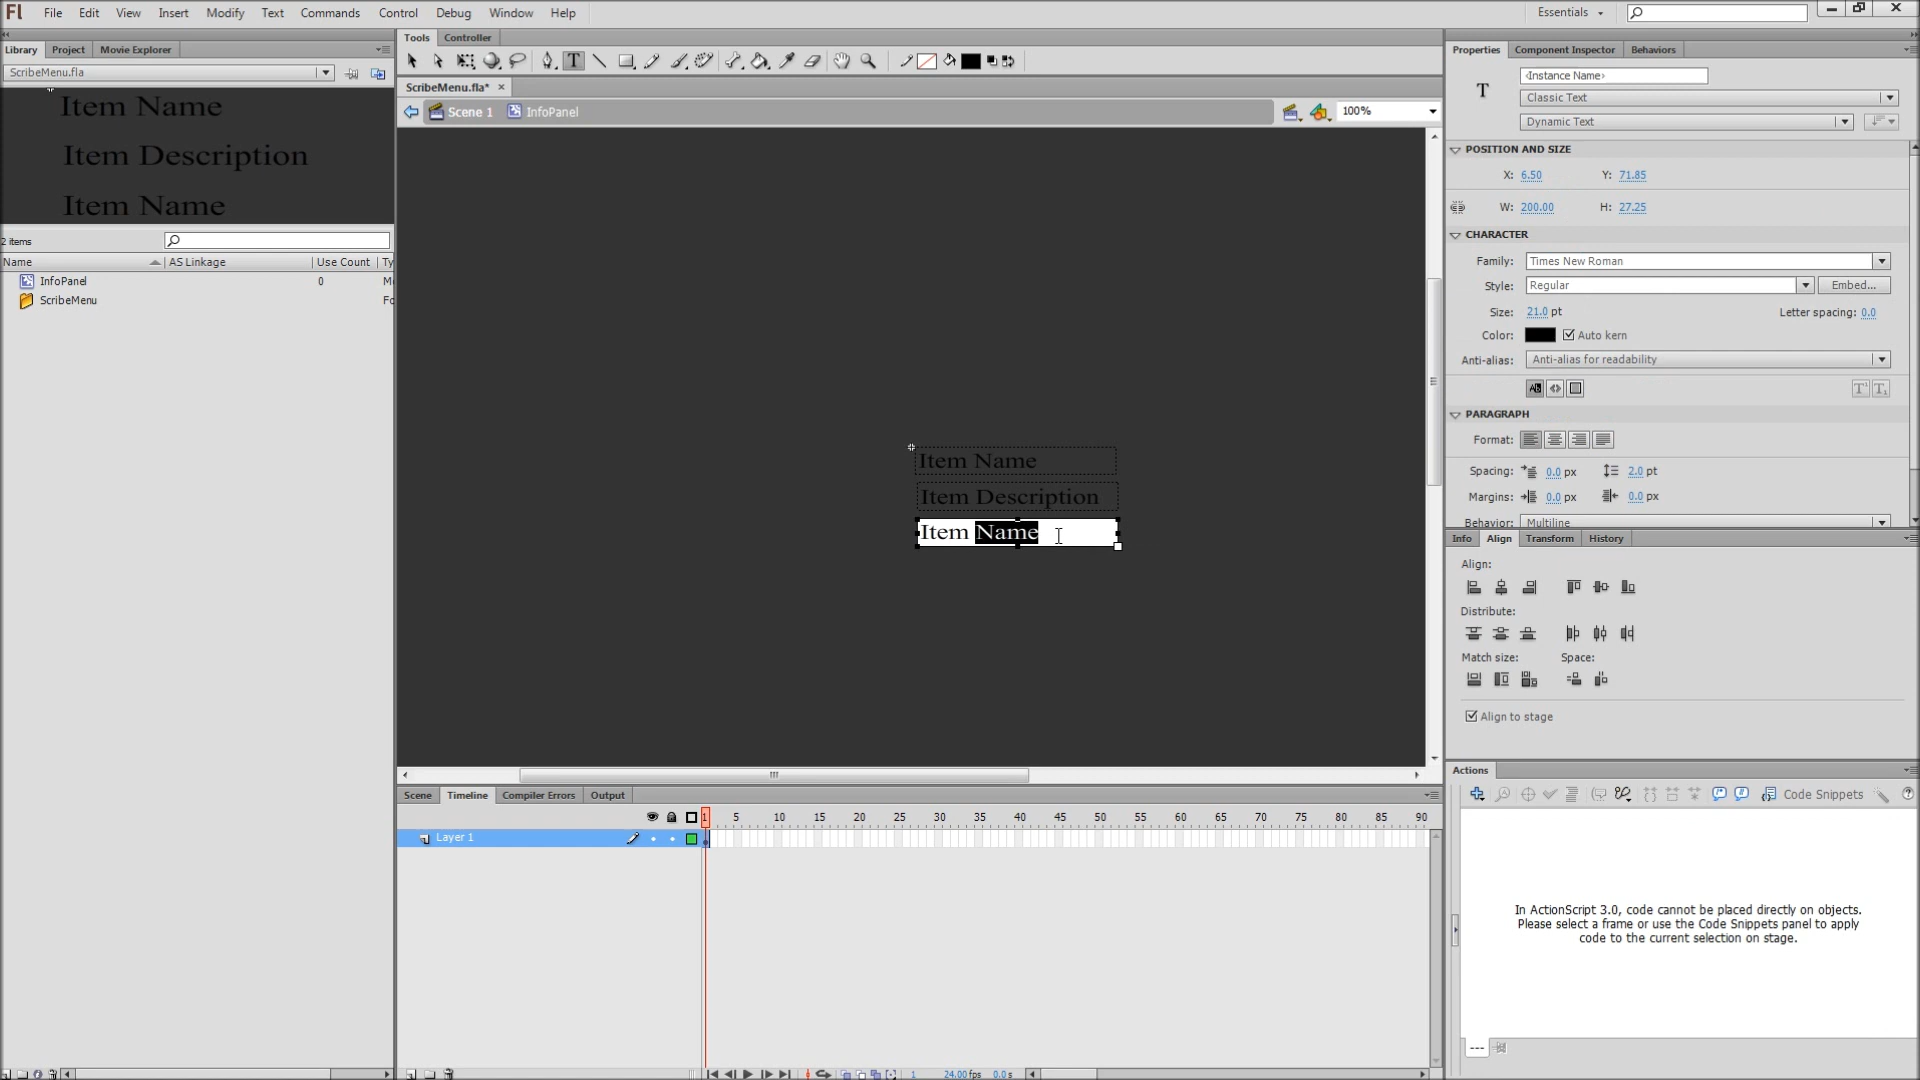 Fl File Edit View Insert Modify Text Commands Control Debug Window Help Essentials
Library Project Movie Explorer
ScribeMenu.fla
Item Name
Item Description
Item Name
2 items
Name AS Linkage Use Count Ty
InfoPanel 0 M
ScribeMenu Fo
Tools Controller
T
ScribeMenu.fla* ×
Scene 1 InfoPanel 100%
Item Name
Item Description
Item Name
Scene Timeline Compiler Errors Output
1 5 10 15 20 25 30 35 40 45 50 55 60 65 70 75 80 85 90
Layer 1
1 24.00 fps 0.0 s
Properties Component Inspector Behaviors
T
<Instance Name>
Classic Text
Dynamic Text
POSITION AND SIZE
X: 6.50 Y: 71.85
W: 200.00 H: 27.25
CHARACTER
Family: Times New Roman
Style: Regular Embed...
Size: 21.0 pt Letter spacing: 0.0
Color: Auto kern
Anti-alias: Anti-alias for readability
PARAGRAPH
Format:
Spacing: 0.0 px 2.0 pt
Margins: 0.0 px 0.0 px
Behavior: Multiline
Info Align Transform History
Align:
Distribute:
Match size: Space:
Align to stage
Actions
Code Snippets
In ActionScript 3.0, code cannot be placed directly on objects.
Please select a frame or use the Code Snippets panel to apply
code to the current selection on stage.